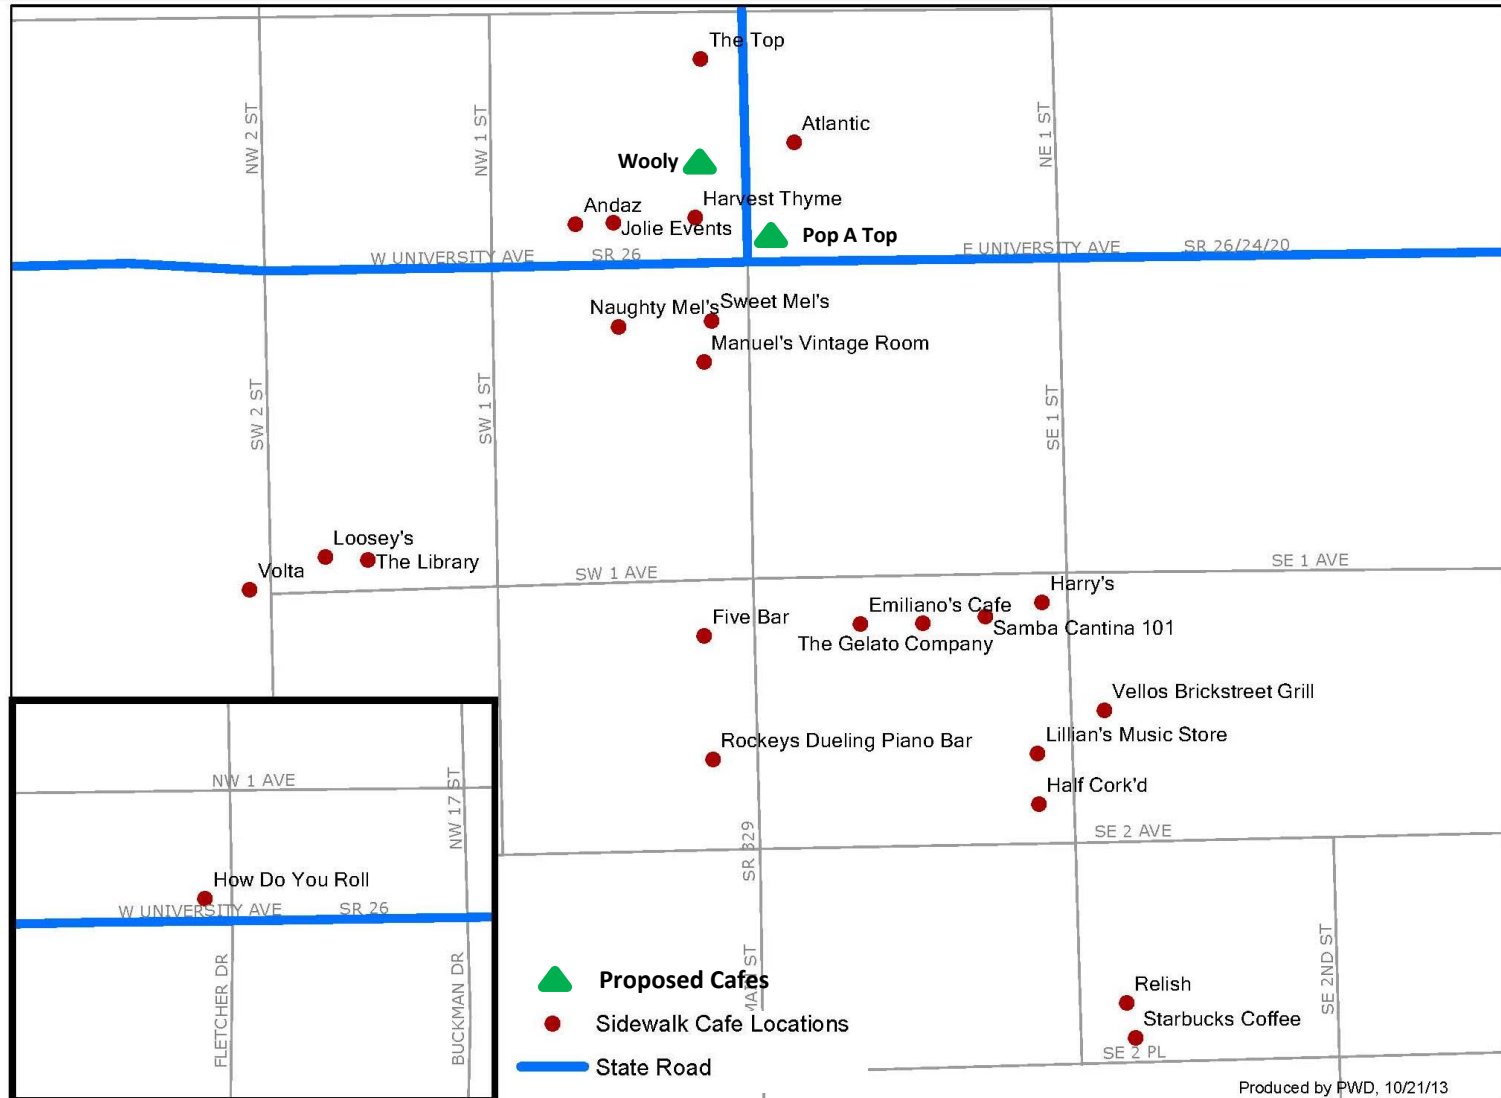 The Top
NW 2 ST
NW 1 ST
NE 1 ST
Atlantic
Wooly
Harvest Thyme
Andaz
Jolie Events
Pop A Top
W UNIVERSITY AVE
SR 26
E UNIVERSITY AVE
SR 26/24/20
Naughty Mel's
Sweet Mel's
Manuel's Vintage Room
SW 2 ST
SW 1 ST
SE 1 ST
Loosey's
The Library
Volta
SW 1 AVE
SE 1 AVE
Harry's
Emiliano's Cafe
Five Bar
Samba Cantina 101
The Gelato Company
Vellos Brickstreet Grill
Lillian's Music Store
Rockeys Dueling Piano Bar
Half Cork'd
SR 329
SE 2 AVE
NW 1 AVE
NW 17 ST
How Do You Roll
W UNIVERSITY AVE
SR 26
FLETCHER DR
BUCKMAN DR
MAIN ST
SE 2ND ST
Relish
Starbucks Coffee
SE 2 PL
Proposed Cafes
Sidewalk Cafe Locations
State Road
Produced by PWD, 10/21/13